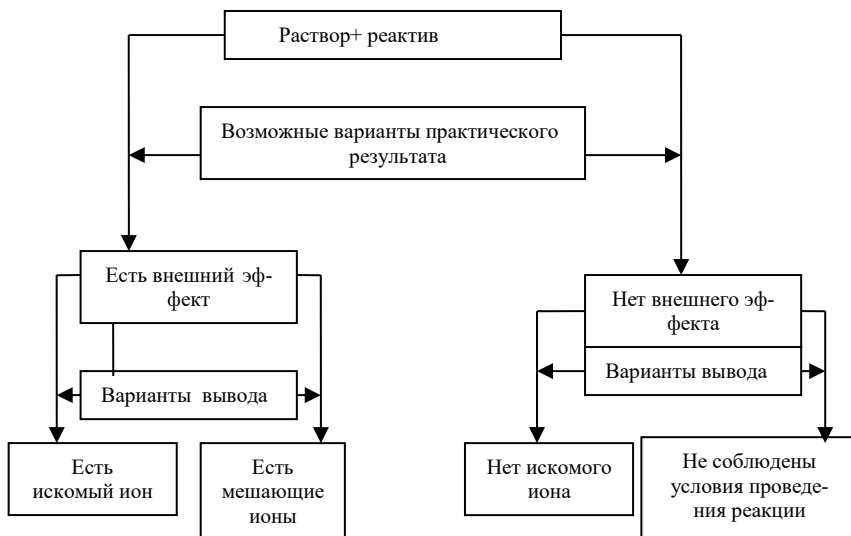 Раствор+ реактив
Возможные варианты практического
результата
Есть внешний эф-
фект
Нет внешнего эф-
фекта
Варианты вывода
Варианты вывода
Есть
искомый ион
Есть
мешающие
ионы
Нет искомого
иона
Не соблюдены
условия проведе-
ния реакции